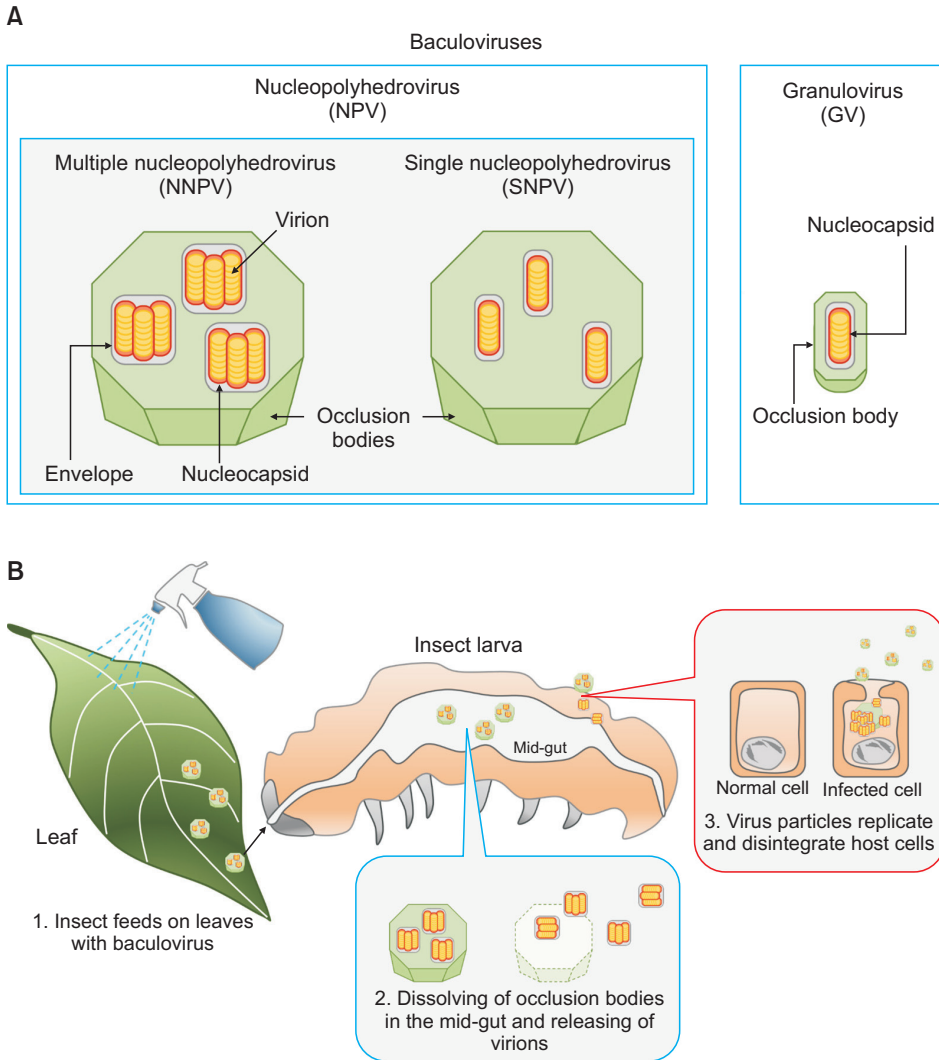 A
Baculoviruses
Nucleopolyhedrovirus
(NPV)
Multiple nucleopolyhedrovirus
(NNPV)
Virion
Envelope
Nucleocapsid
Single nucleopolyhedrovirus
(SNPV)
Occlusion
bodies
Granulovirus
(GV)
Nucleocapsid
Occlusion body
B
Leaf
1. Insect feeds on leaves
with baculovirus
Insect larva
Mid-gut
2. Dissolving of occlusion bodies
in the mid-gut and releasing of
virions
Normal cell
Infected cell
3. Virus particles replicate
and disintegrate host cells